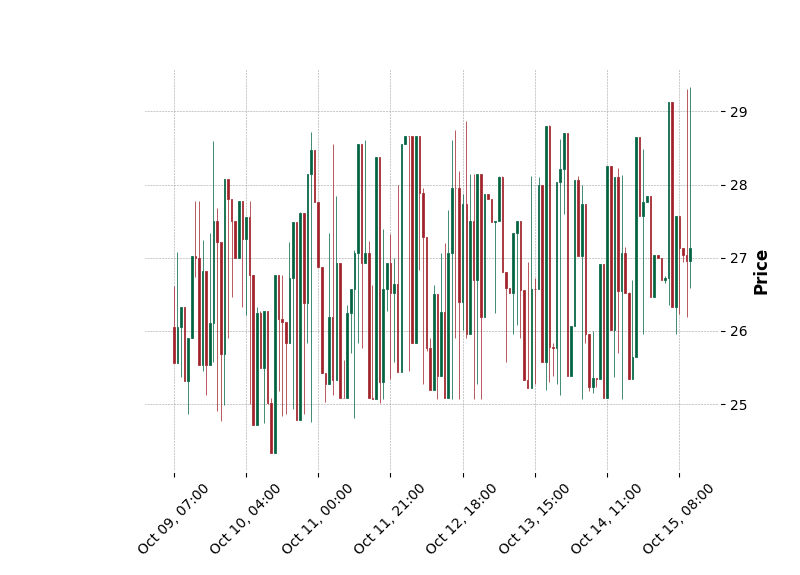 29
28
27
26
25
Price
Oct 09, 07:00
Oct 10, 04:00
Oct 11, 00:00
Oct 11, 21:00
Oct 12, 18:00
Oct 13, 15:00
Oct 14, 11:00
Oct 15, 08:00